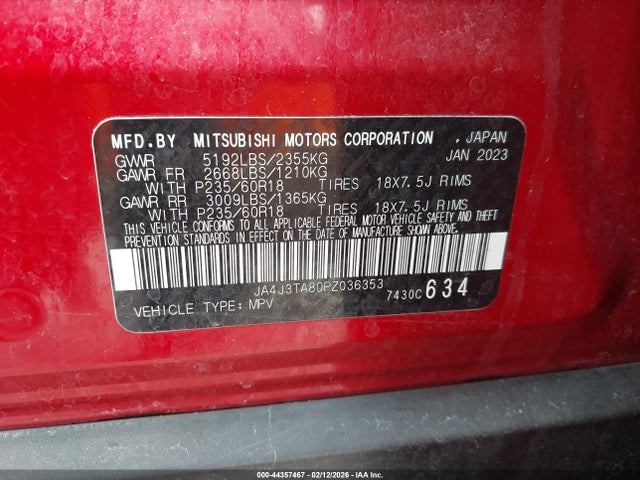 MFD.BY MITSUBISHI MOTORS CORPORATION , JAPAN
GVWR 5192LBS/2355KG JAN 2023
GAWR FR 2668LBS/1210KG
WITH P235/60R18 TIRES 18X7.5J RIMS
GAWR RR 3009LBS/1365KG
WITH P235/60R18 TIRES 18X7.5J RIMS
THIS VEHICLE CONFORMS TO ALL APPLICABLE FEDERAL MOTOR VEHICLE SAFETY AND THEFT
PREVENTION STANDARDS IN EFFECT ON THE DATE OF MANUFACTURE SHOWN ABOVE.
JA4J3TA80PZ036353 7430C 634
VEHICLE TYPE: MPV
000-44357467 - 02/12/2026 - IAA Inc.